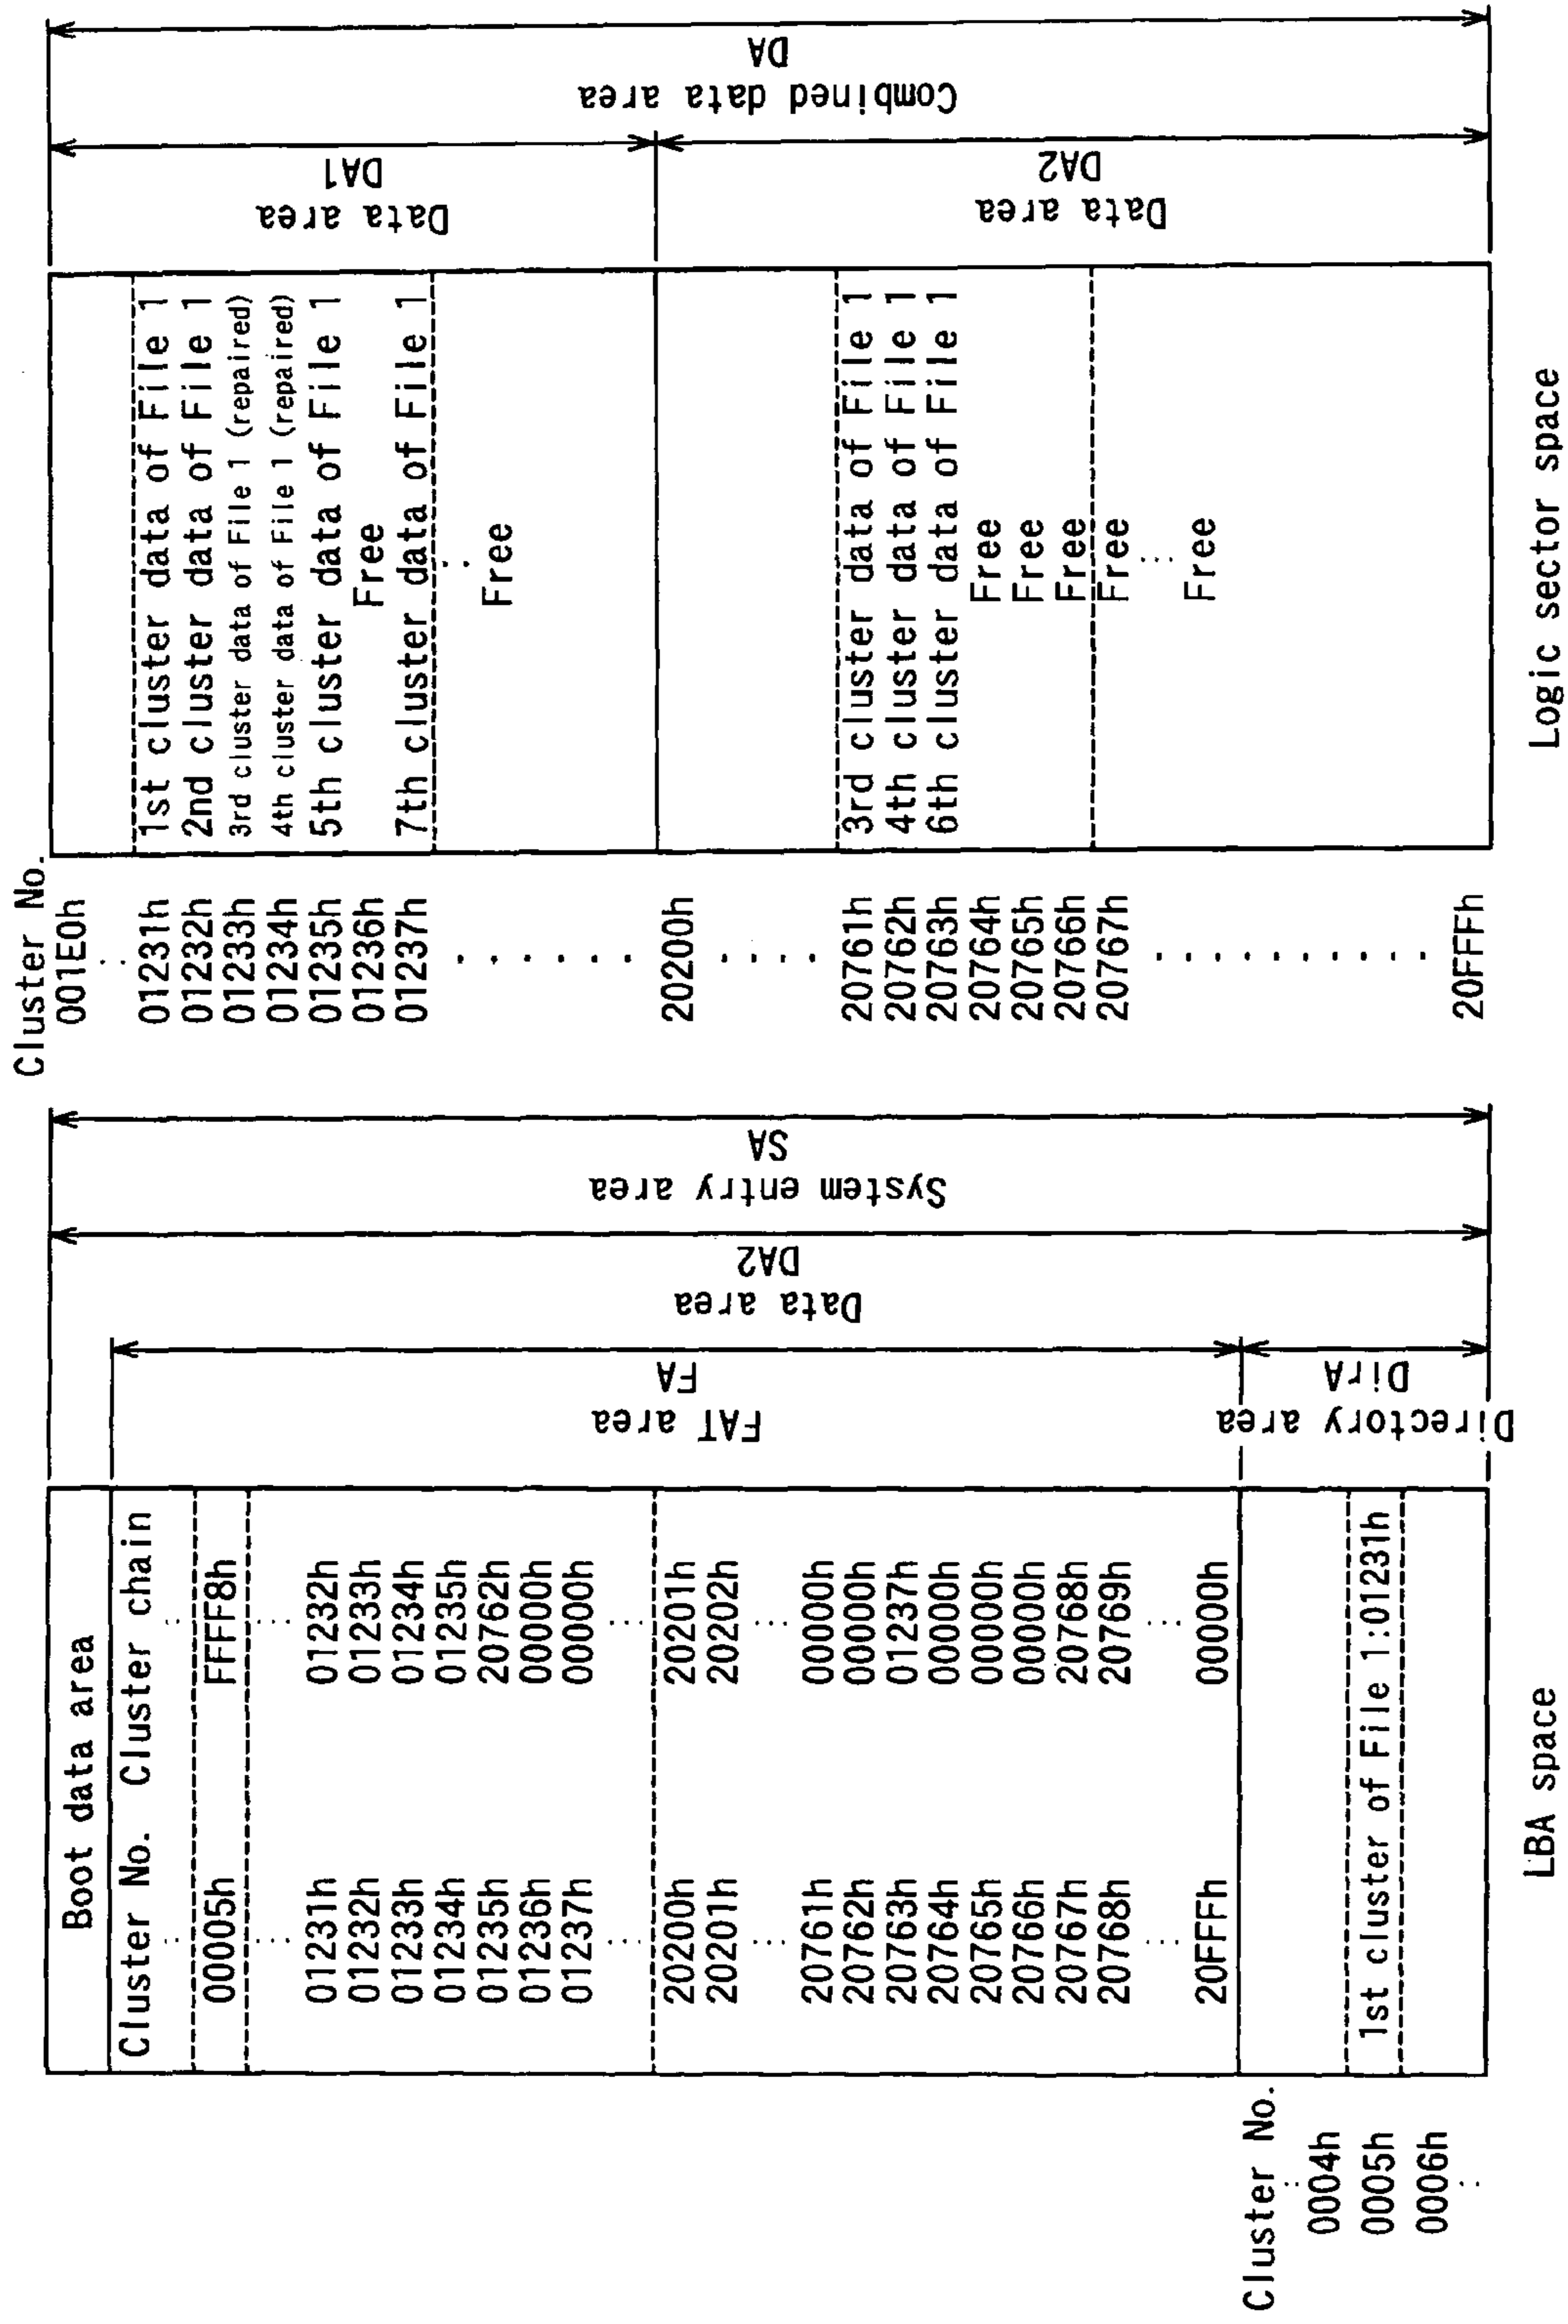 Boot data area
Cluster No. Cluster chain
⋮ ⋮
00005h FFFF8h
⋮ ⋮
01231h 01232h
01232h 01233h
01233h 01234h
01234h 01235h
01235h 20762h
01236h 00000h
01237h 00000h
⋮ ⋮
20200h 20201h
20201h 20202h
⋮ ⋮
20761h 00000h
20762h 00000h
20763h 01237h
20764h 00000h
20765h 00000h
20766h 00000h
20767h 20768h
20768h 20769h
⋮ ⋮
20FFFh 00000h
Cluster No.
⋮
0004h
0005h 1st cluster of File 1:01231h
0006h
⋮
LBA space
FAT area
FA
Directory area
DirA
Data area
DA2
System entry area
SA
Cluster No.
001E0h
⋮
01231h 1st cluster data of File 1
01232h 2nd cluster data of File 1
01233h 3rd cluster data of File 1 (repaired)
01234h 4th cluster data of File 1 (repaired)
01235h 5th cluster data of File 1
01236h Free
01237h 7th cluster data of File 1
⋮
Free
20200h
⋮
20761h 3rd cluster data of File 1
20762h 4th cluster data of File 1
20763h 6th cluster data of File 1
20764h Free
20765h Free
20766h Free
20767h Free
⋮
Free
20FFFh
Logic sector space
Data area
DA1
Data area
DA2
Combined data area
DA